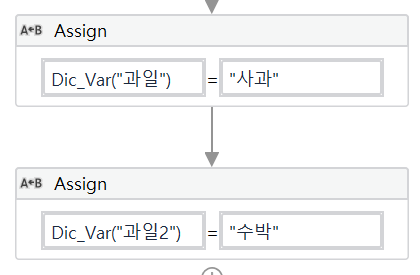 A←B Assign
Dic_Var("과일") = "사과"
A←B Assign
Dic_Var("과일2") = "수박"